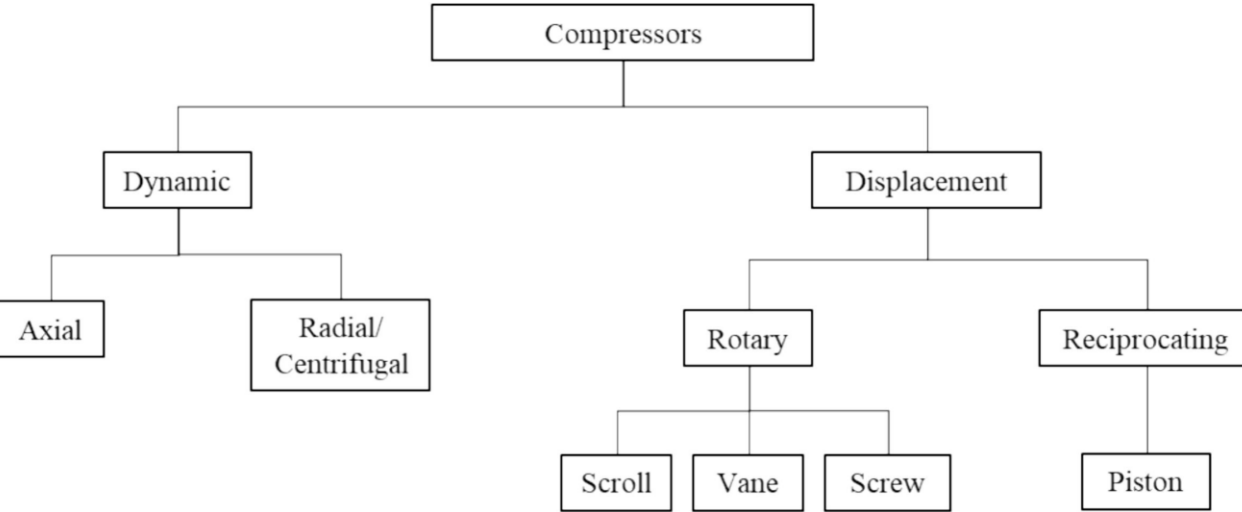 Compressors
Dynamic
Displacement
Axial
Radial/
Centrifugal
Rotary
Reciprocating
Scroll
Vane
Screw
Piston